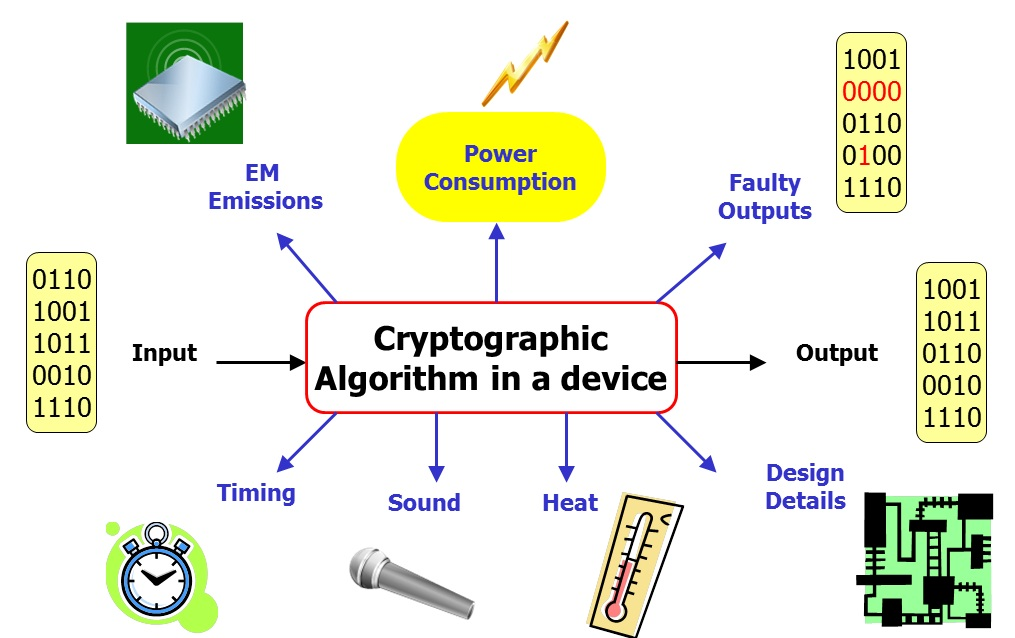 Power
Consumption
EM
Emissions
Faulty
Outputs
1001
0000
0110
0100
1110
0110
1001
1011
0010
1110
Input
Cryptographic
Algorithm in a device
Output
1001
1011
0110
0010
1110
Timing
Sound
Heat
Design
Details